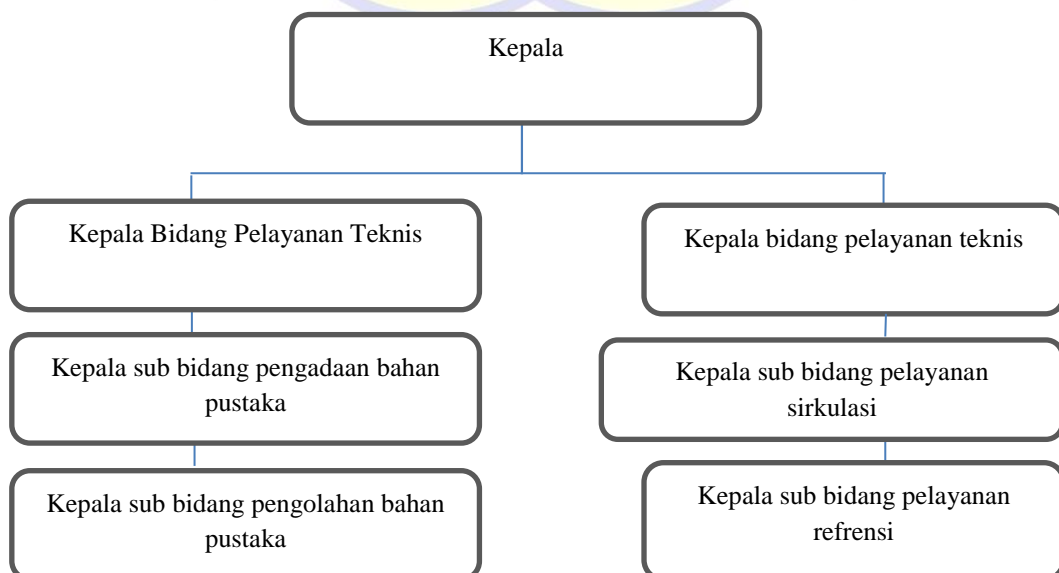 Kepala
Kepala Bidang Pelayanan Teknis
Kepala bidang pelayanan teknis
Kepala sub bidang pengadaan bahan
pustaka
Kepala sub bidang pelayanan
sirkulasi
Kepala sub bidang pengolahan bahan
pustaka
Kepala sub bidang pelayanan
refrensi